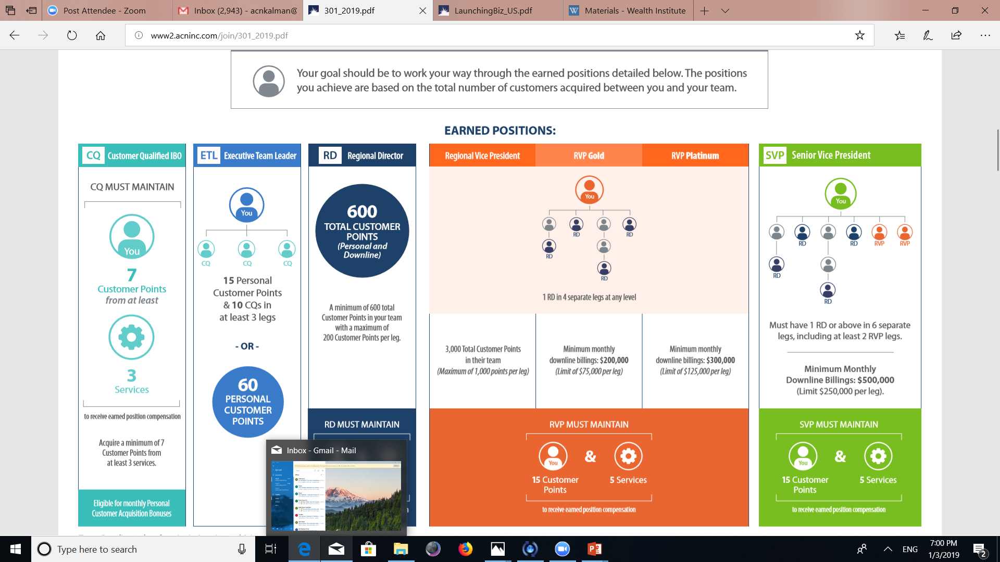 Post Attendee - Zoom
Inbox (2,943) - acnkalman@
301_2019.pdf
LaunchingBiz_US.pdf
Materials - Wealth Institute
www2.acninc.com/join/301_2019.pdf
Your goal should be to work your way through the earned positions detailed below. The positions
you achieve are based on the total number of customers acquired between you and your team.
EARNED POSITIONS:
CQ Customer Qualified IBO
CQ MUST MAINTAIN
You
7
Customer Points
from at least
3
Services
to receive earned position compensation
Acquire a minimum of 7
Customer Points from
at least 3 services.
Eligible for monthly Personal
Customer Acquisition Bonuses
ETL Executive Team Leader
You
CQ CQ CQ
15 Personal
Customer Points
& 10 CQs in
at least 3 legs
- OR -
60
PERSONAL
CUSTOMER
POINTS
RD Regional Director
600
TOTAL CUSTOMER
POINTS
(Personal and
Downline)
A minimum of 600 total
Customer Points in your team
with a maximum of
200 Customer Points per leg.
RD MUST MAINTAIN
Regional Vice President
RVP Gold
RVP Platinum
You
RD RD
RD
RD
1 RD in 4 separate legs at any level
3,000 Total Customer Points
in their team
(Maximum of 1,000 points per leg)
Minimum monthly
downline billings: $200,000
(Limit of $75,000 per leg)
Minimum monthly
downline billings: $300,000
(Limit of $125,000 per leg)
RVP MUST MAINTAIN
You
&
15 Customer
Points
5 Services
to receive earned position compensation
SVP Senior Vice President
You
RD RD RVP RVP
RD
RD
Must have 1 RD or above in 6 separate
legs, including at least 2 RVP legs.
Minimum Monthly
Downline Billings: $500,000
(Limit $250,000 per leg).
SVP MUST MAINTAIN
You
&
15 Customer
Points
5 Services
to receive earned position compensation
Inbox - Gmail - Mail
Type here to search
ENG
7:00 PM
1/3/2019
2